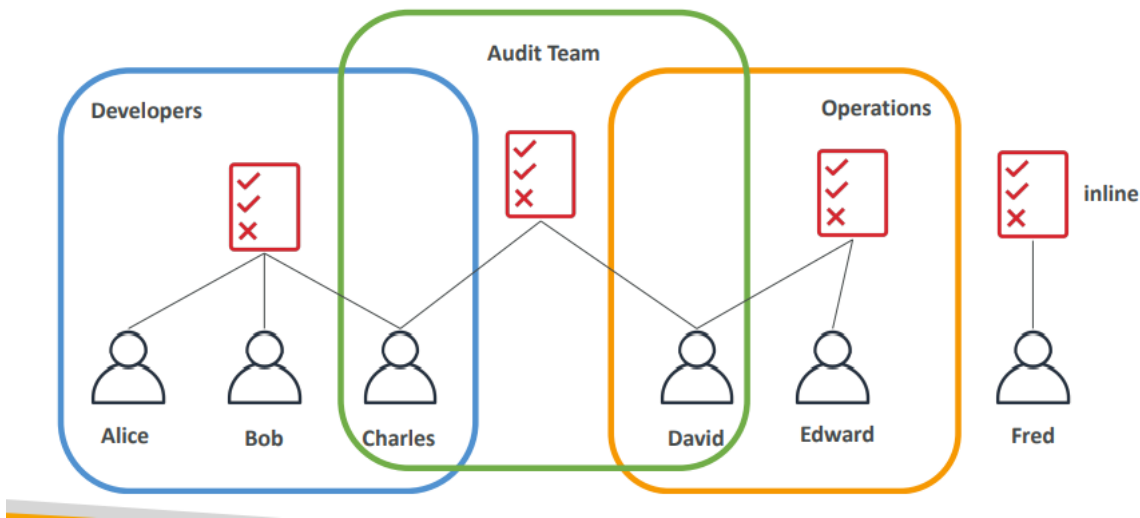 Audit Team
Developers
Operations
inline
Alice
Bob
Charles
David
Edward
Fred